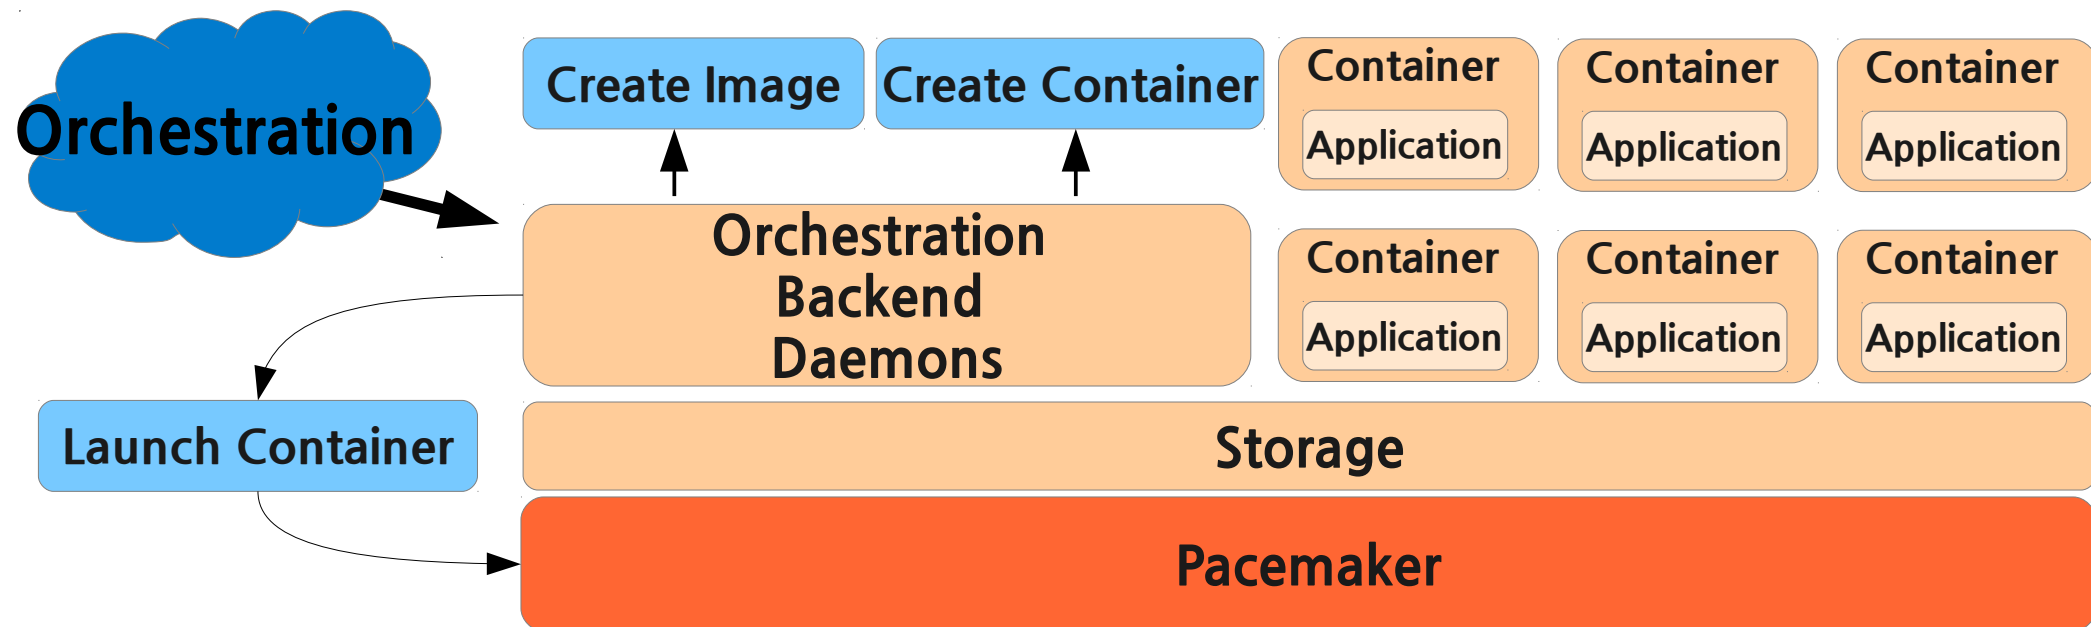 Orchestration
Create Image
Create Container
Container
Application
Container
Application
Container
Application
Orchestration
Backend
Daemons
Container
Application
Container
Application
Container
Application
Launch Container
Storage
Pacemaker